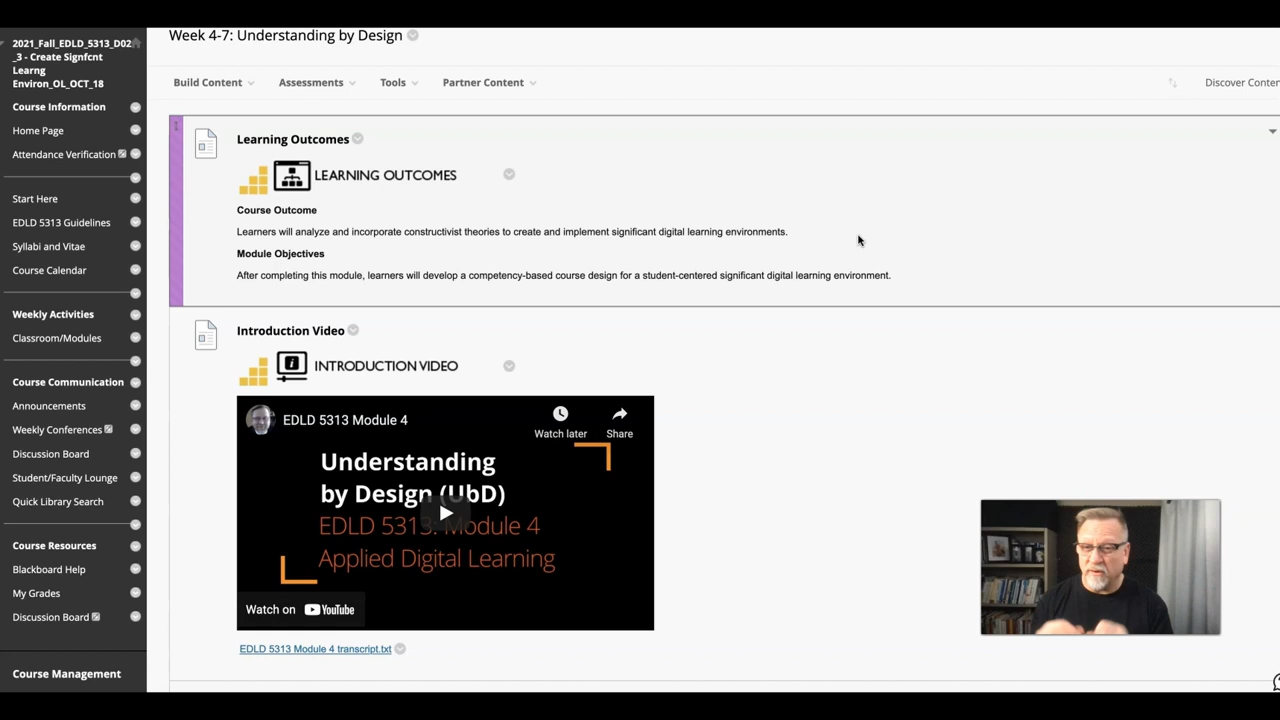 2021_Fall_EDLD_5313_D02
_3 - Create Signfcnt
Learng
Environ_OL_OCT_18
Course Information
Home Page
Attendance Verification
Start Here
EDLD 5313 Guidelines
Syllabi and Vitae
Course Calendar
Weekly Activities
Classroom/Modules
Course Communication
Announcements
Weekly Conferences
Discussion Board
Student/Faculty Lounge
Quick Library Search
Course Resources
Blackboard Help
My Grades
Discussion Board
Course Management
Week 4-7: Understanding by Design
Build Content
Assessments
Tools
Partner Content
Discover Conten
Learning Outcomes
LEARNING OUTCOMES
Course Outcome
Learners will analyze and incorporate constructivist theories to create and implement significant digital learning environments.
Module Objectives
After completing this module, learners will develop a competency-based course design for a student-centered significant digital learning environment.
Introduction Video
INTRODUCTION VIDEO
EDLD 5313 Module 4
Watch later
Share
Understanding
by Design (UbD)
EDLD 5313: Module 4
Applied Digital Learning
Watch on YouTube
EDLD 5313 Module 4 transcript.txt